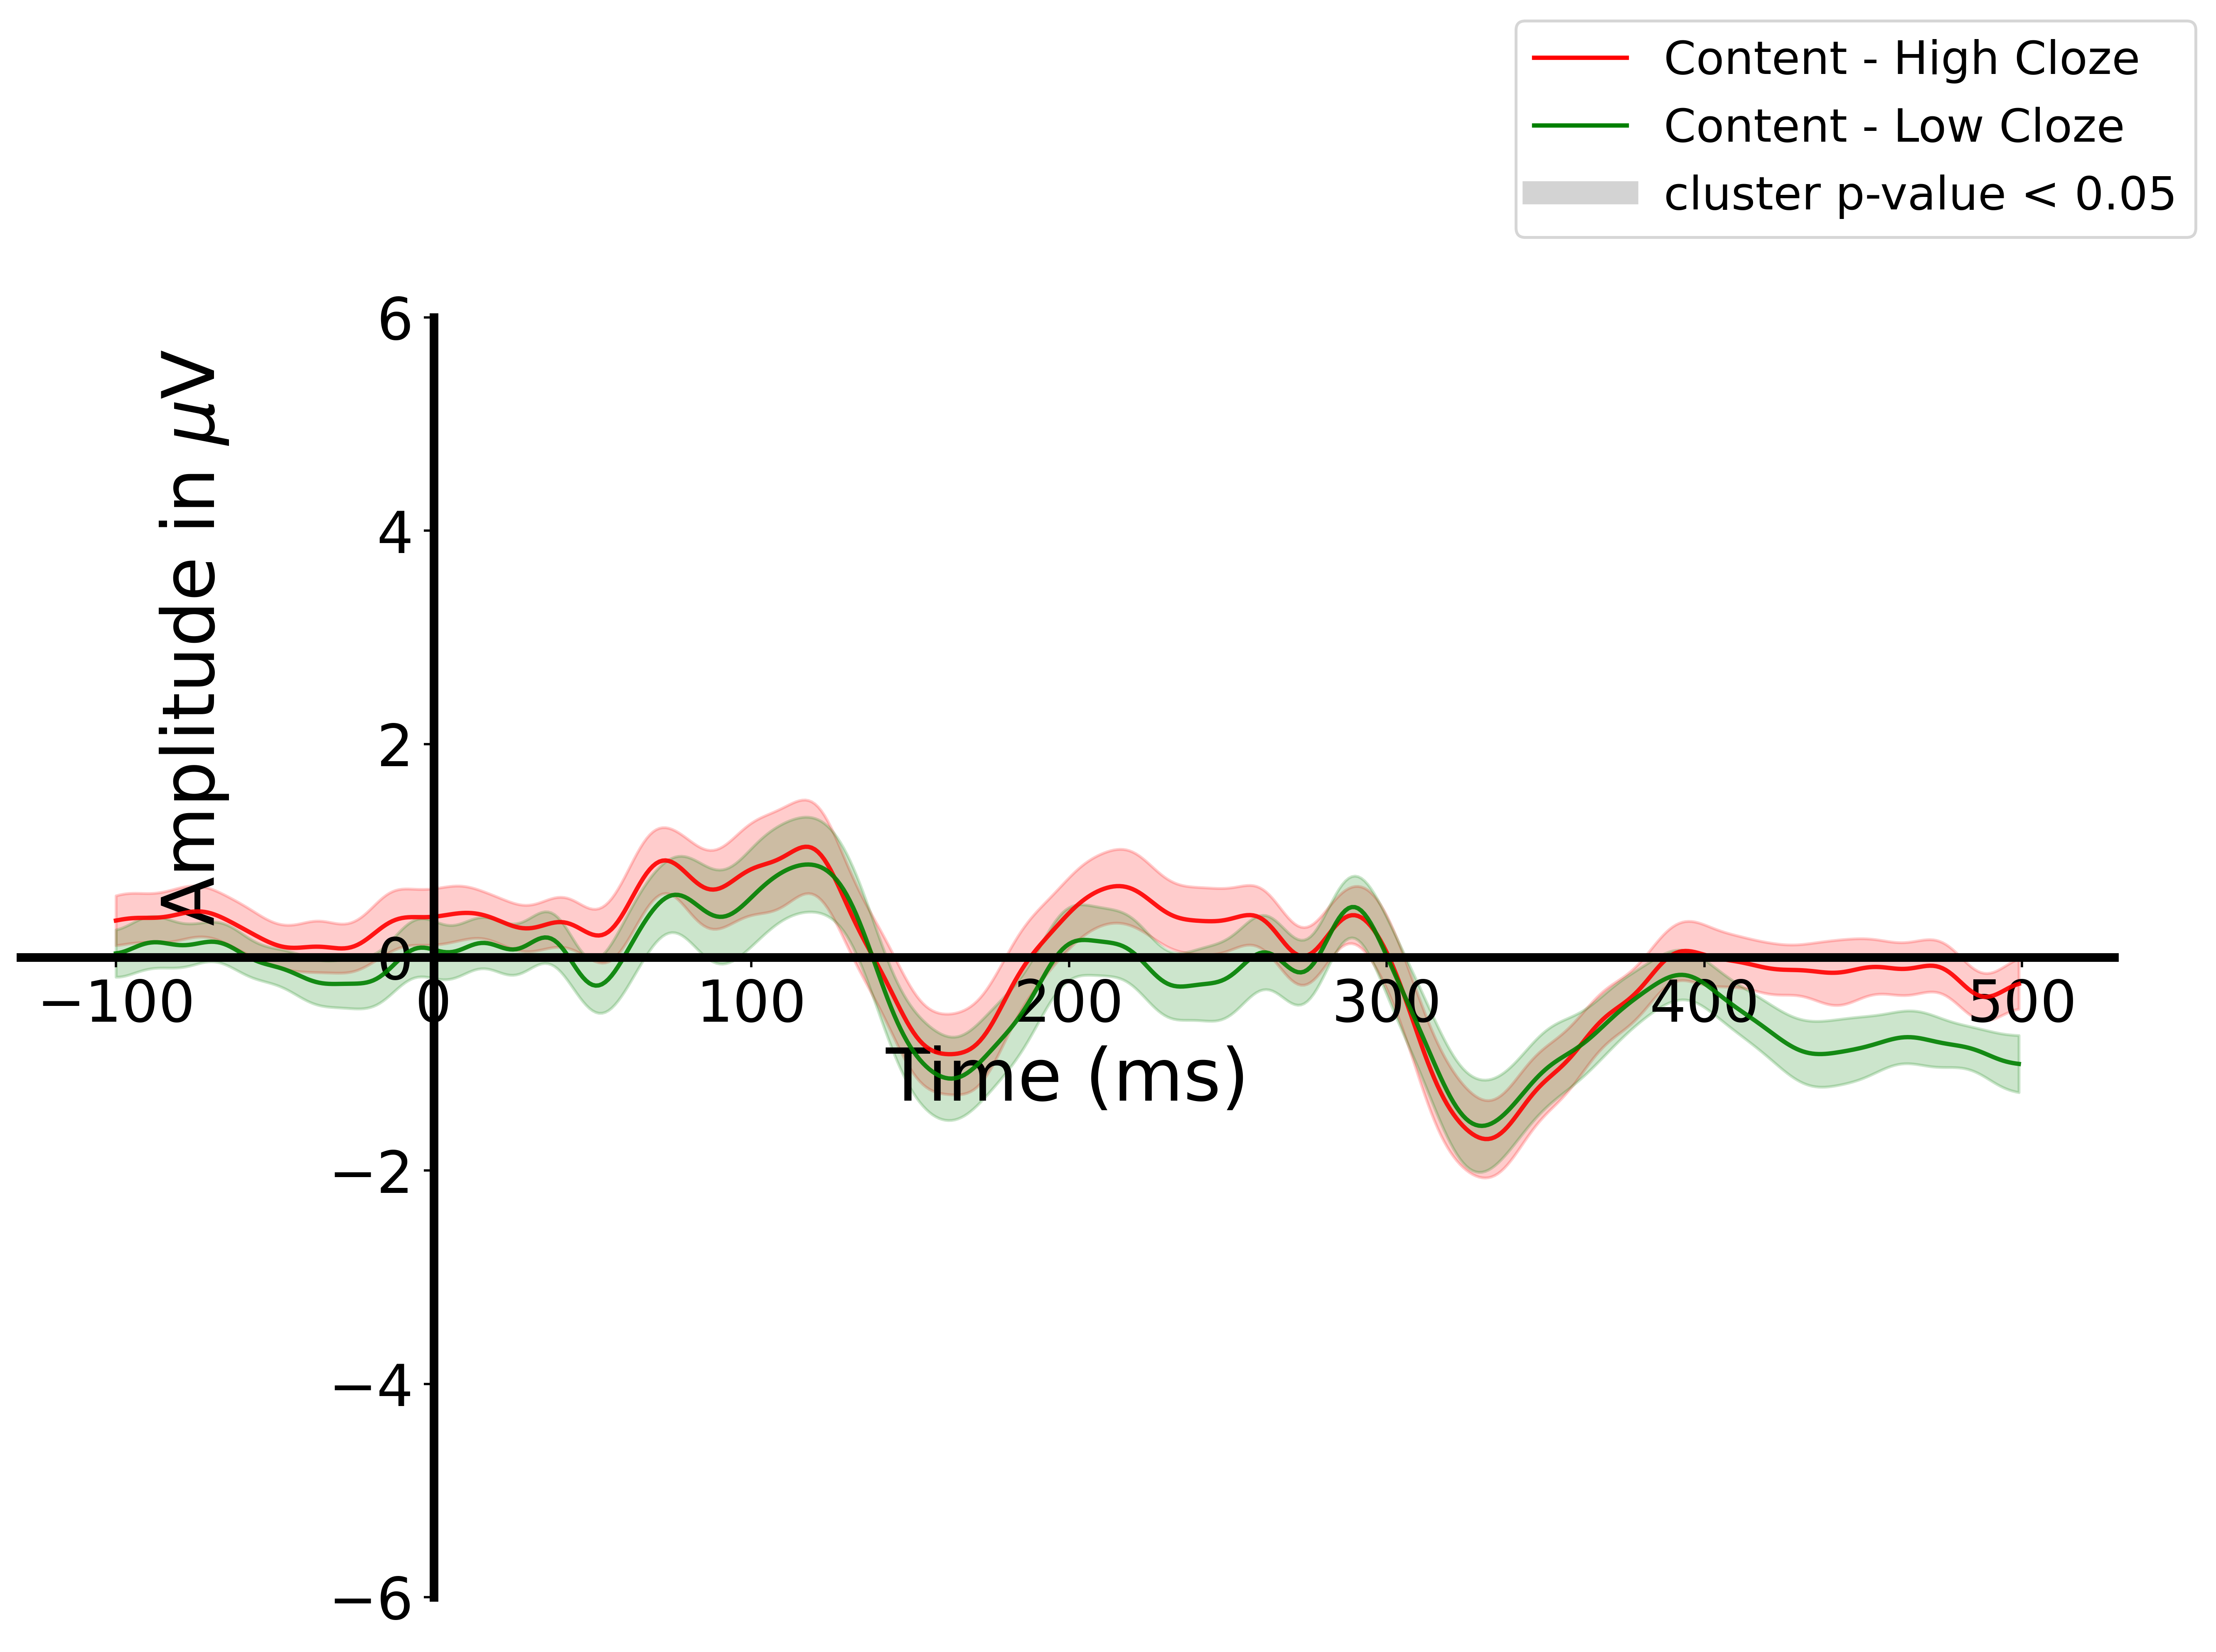 Content - High Cloze
Content - Low Cloze
cluster p-value < 0.05
Amplitude in μV
6
4
2
0
−2
−4
−6
−100 0 100 200 300 400 500
Time (ms)